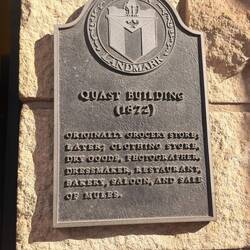 LANDMARK
QUAST BUILDING
(1872)
ORIGINALLY GROCERY STORE,
LATER; CLOTHING STORE,
DRY GOODS, PHOTOGRAPHER,
DRESSMAKER, RESTAURANT,
BAKERY, SALOON, AND SALE
OF MULES.